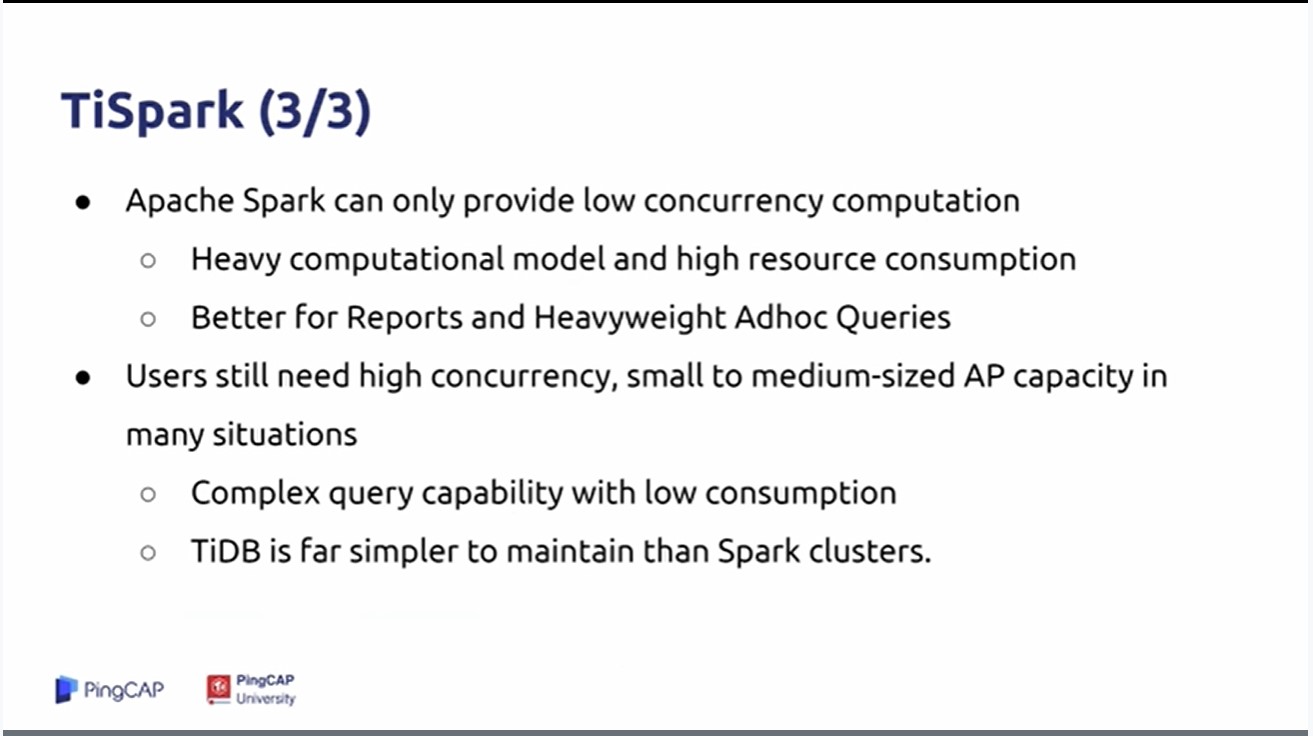 TiSpark (3/3)
● Apache Spark can only provide low concurrency computation
○ Heavy computational model and high resource consumption
○ Better for Reports and Heavyweight Adhoc Queries
● Users still need high concurrency, small to medium-sized AP capacity in
many situations
○ Complex query capability with low consumption
○ TiDB is far simpler to maintain than Spark clusters.
PingCAP
PingCAP
University